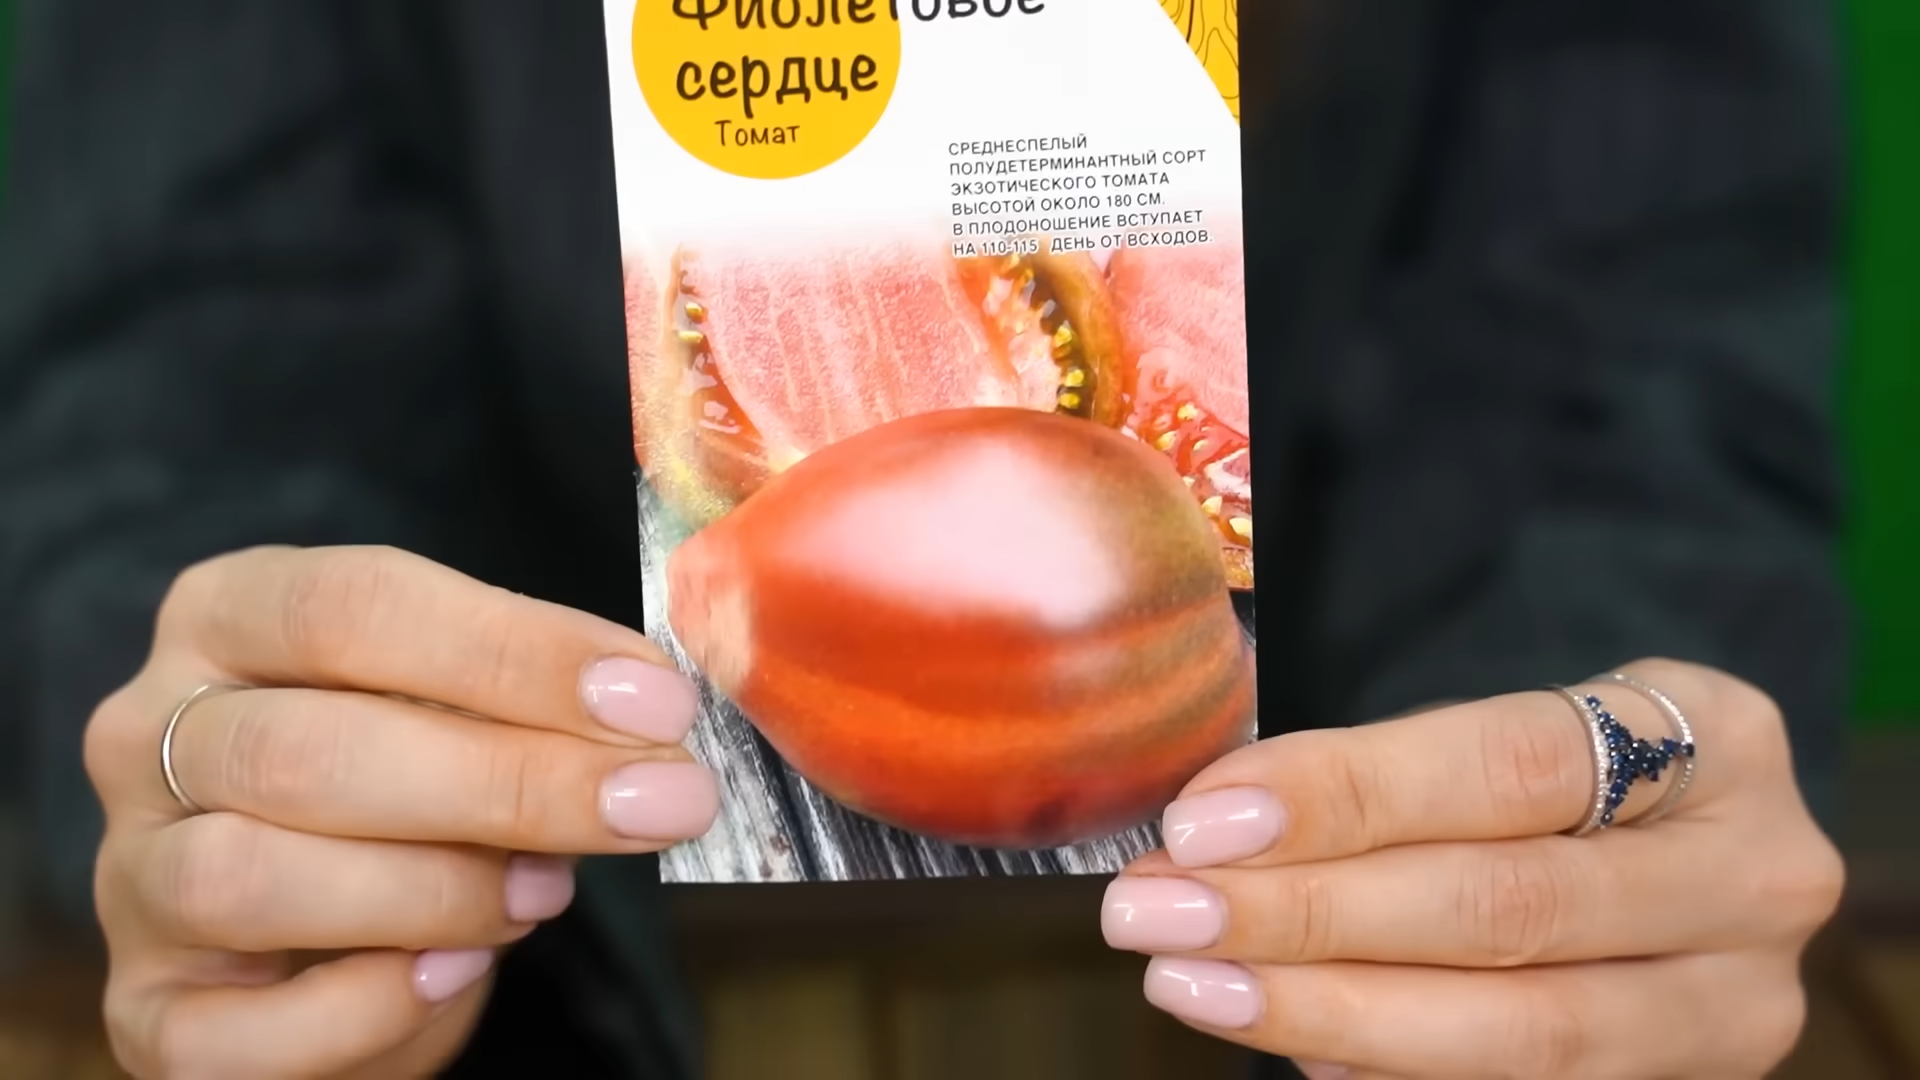 Фиолетовое
сердце
Томат
СРЕДНЕСПЕЛЫЙ
ПОЛУДЕТЕРМИНАНТНЫЙ СОРТ
ЭКЗОТИЧЕСКОГО ТОМАТА
ВЫСОТОЙ ОКОЛО 180 СМ.
В ПЛОДОНОШЕНИЕ ВСТУПАЕТ
НА 110-115 ДЕНЬ ОТ ВСХОДОВ.